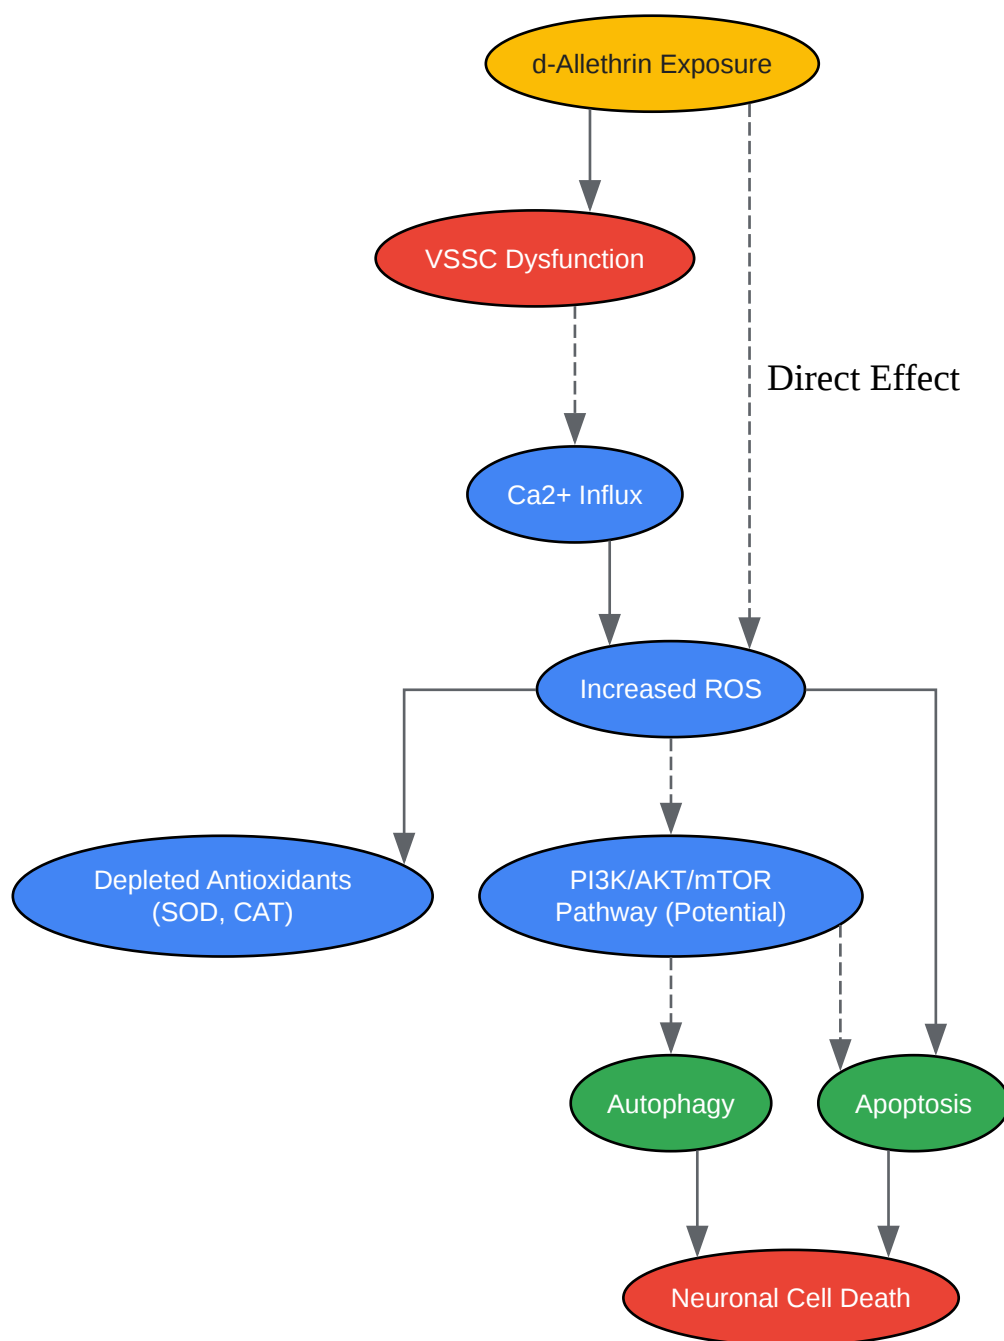 d-Allethrin Exposure
VSSC Dysfunction
Direct Effect
Ca2+ Influx
Increased ROS
Depleted Antioxidants
(SOD, CAT)
PI3K/AKT/mTOR
Pathway (Potential)
Autophagy
Apoptosis
Neuronal Cell Death